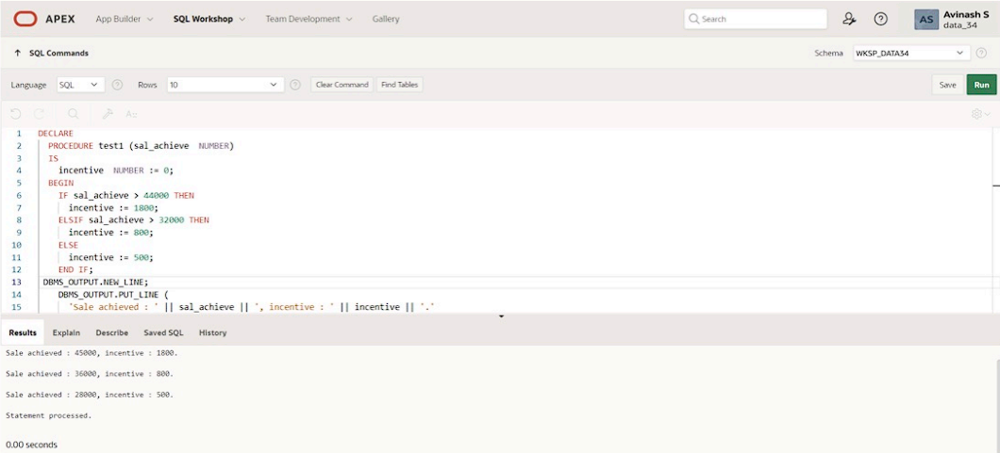 APEX App Builder SQL Workshop Team Development Gallery Search AS Avinash S data_34
SQL Commands Schema WKSP_DATA34
Language SQL Rows 10 Clear Command Find Tables Save Run
1 DECLARE
2 PROCEDURE test1 (sal_achieve NUMBER)
3 IS
4 incentive NUMBER := 0;
5 BEGIN
6 IF sal_achieve > 44000 THEN
7 incentive := 1800;
8 ELSIF sal_achieve > 32000 THEN
9 incentive := 800;
10 ELSE
11 incentive := 500;
12 END IF;
13 DBMS_OUTPUT.NEW_LINE;
14 DBMS_OUTPUT.PUT_LINE (
15 'Sale achieved : ' || sal_achieve || ', incentive : ' || incentive || '.'
Results Explain Describe Saved SQL History
Sale achieved : 45000, incentive : 1800.
Sale achieved : 36000, incentive : 800.
Sale achieved : 28000, incentive : 500.
Statement processed.
0.00 seconds